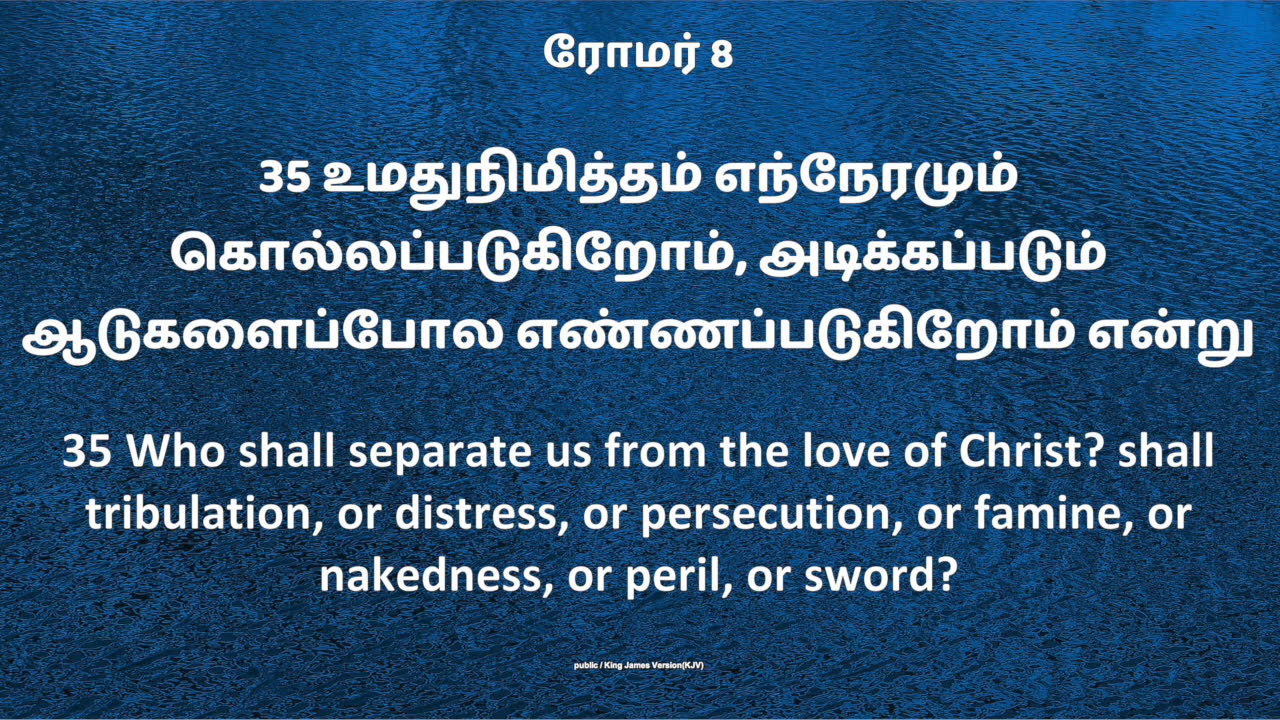 ரோமர் 8
35 உமதுநிமித்தம் எந்நேரமும்
கொல்லப்படுகிறோம், அடிக்கப்படும்
ஆடுகளைப்போல எண்ணப்படுகிறோம் என்று
35 Who shall separate us from the love of Christ? shall
tribulation, or distress, or persecution, or famine, or
nakedness, or peril, or sword?
public / King James Version(KJV)